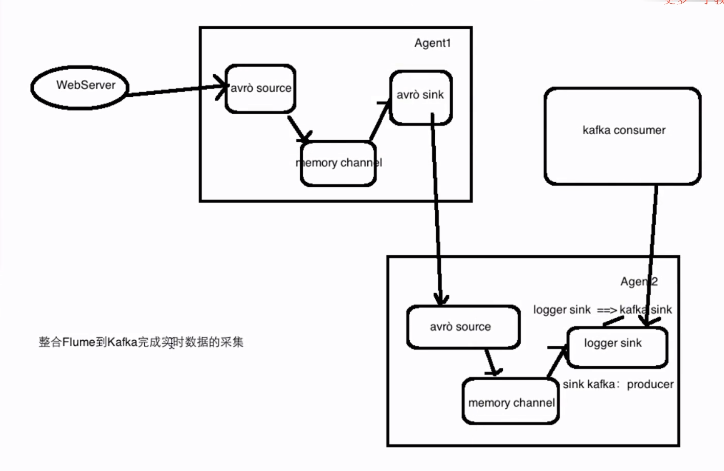 Agent1
WebServer
avrò source
avrò sink
memory channel
kafka consumer
Agent2
logger sink ==> kafka sink
avrò source
logger sink
整合Flume到Kafka完成实时数据的采集
sink kafka: producer
memory channel